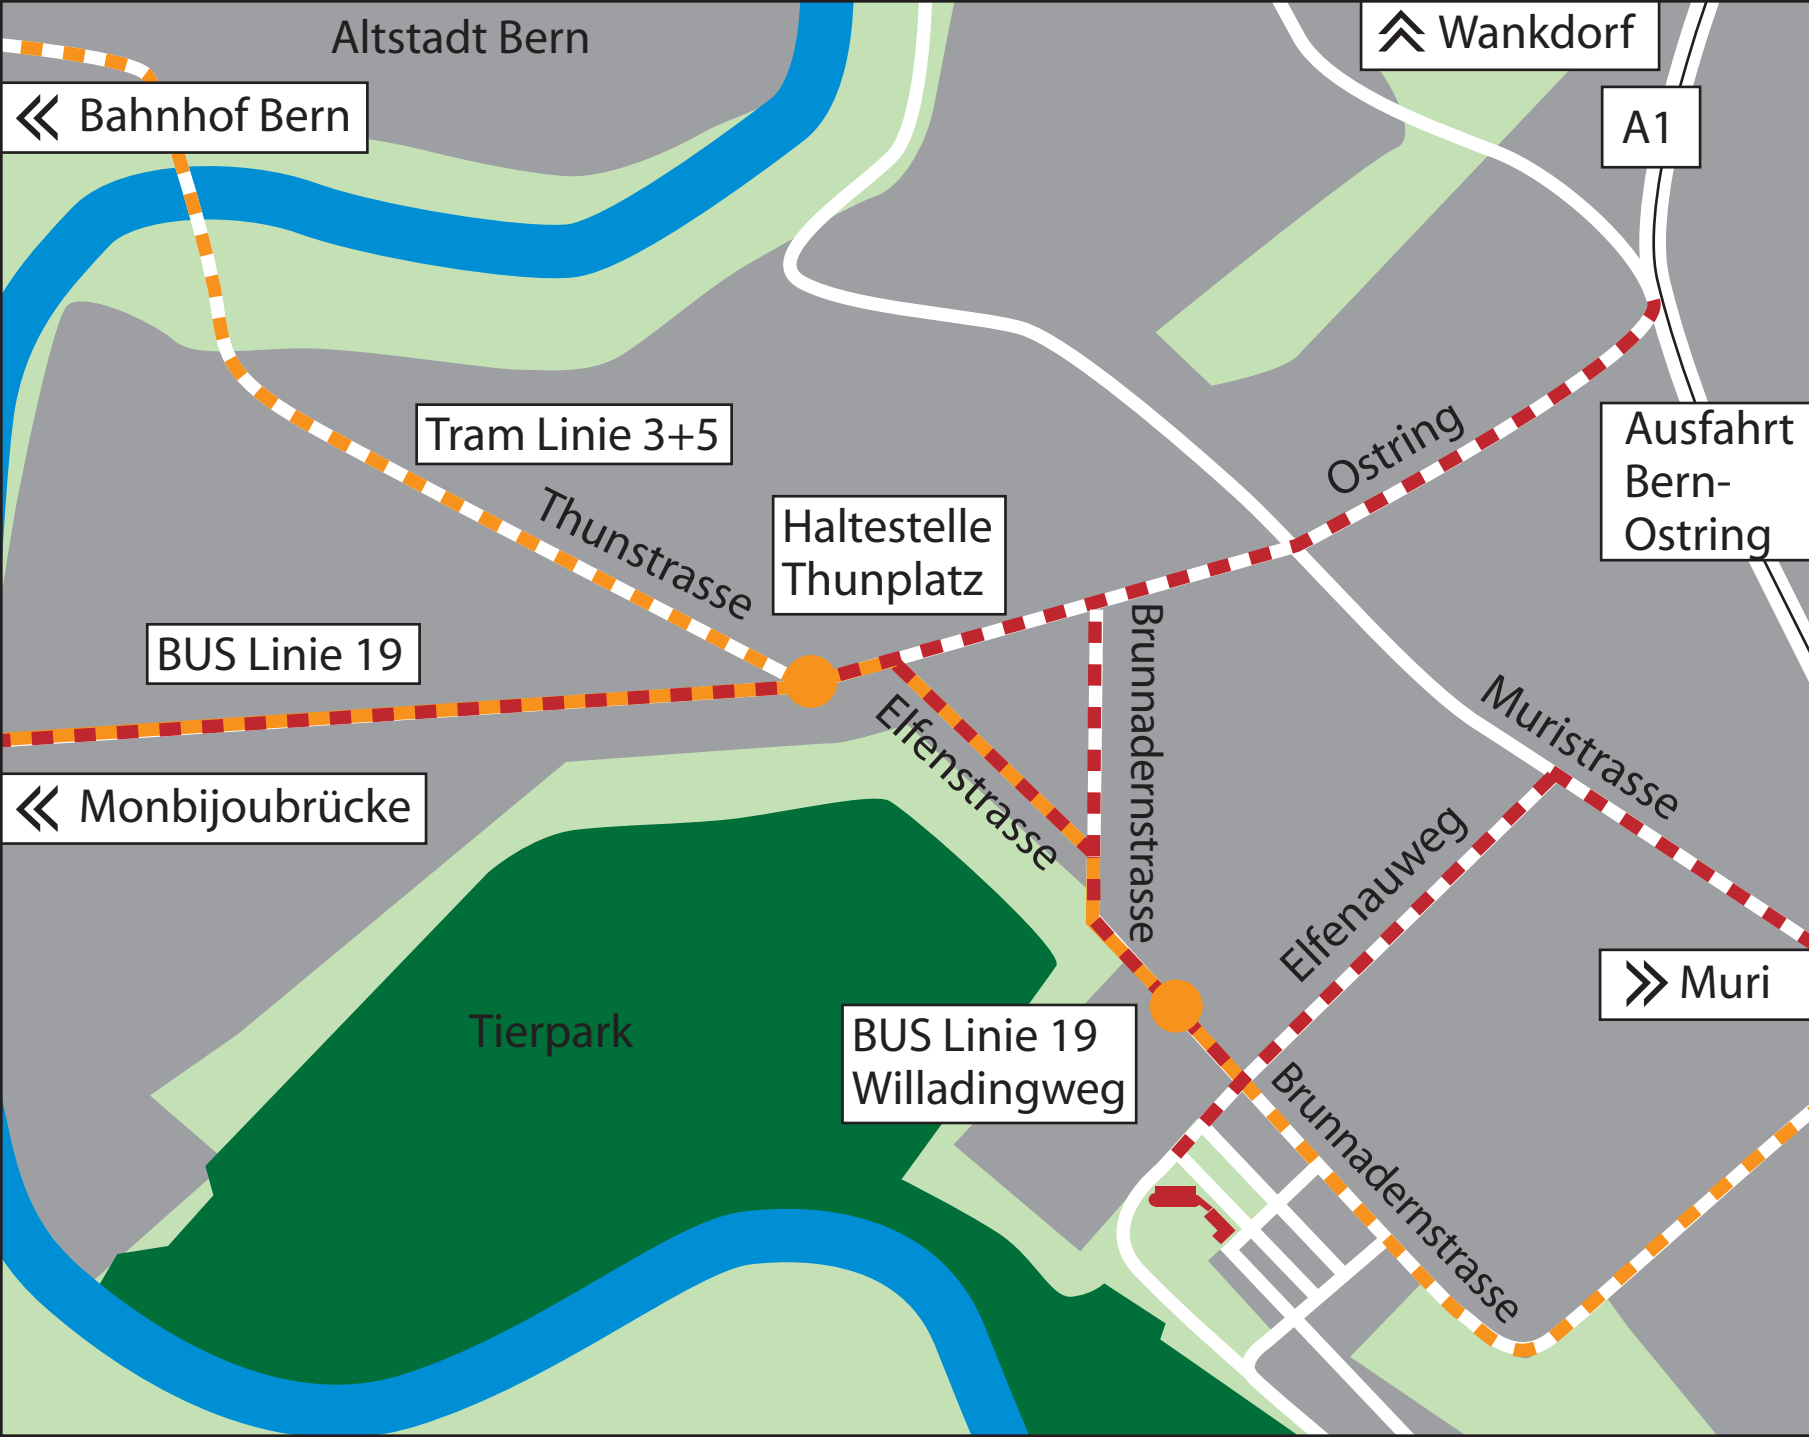 Altstadt Bern
Wankdorf
Bahnhof Bern
A1
Tram Linie 3+5
Ostring
Ausfahrt
Bern-
Ostring
Thunstrasse
Haltestelle
Thunplatz
BUS Linie 19
Brunnadernstrasse
Elfenstrasse
Muristrasse
Monbijoubrücke
Elfenauweg
Muri
Tierpark
BUS Linie 19
Willadingweg
Brunnadernstrasse